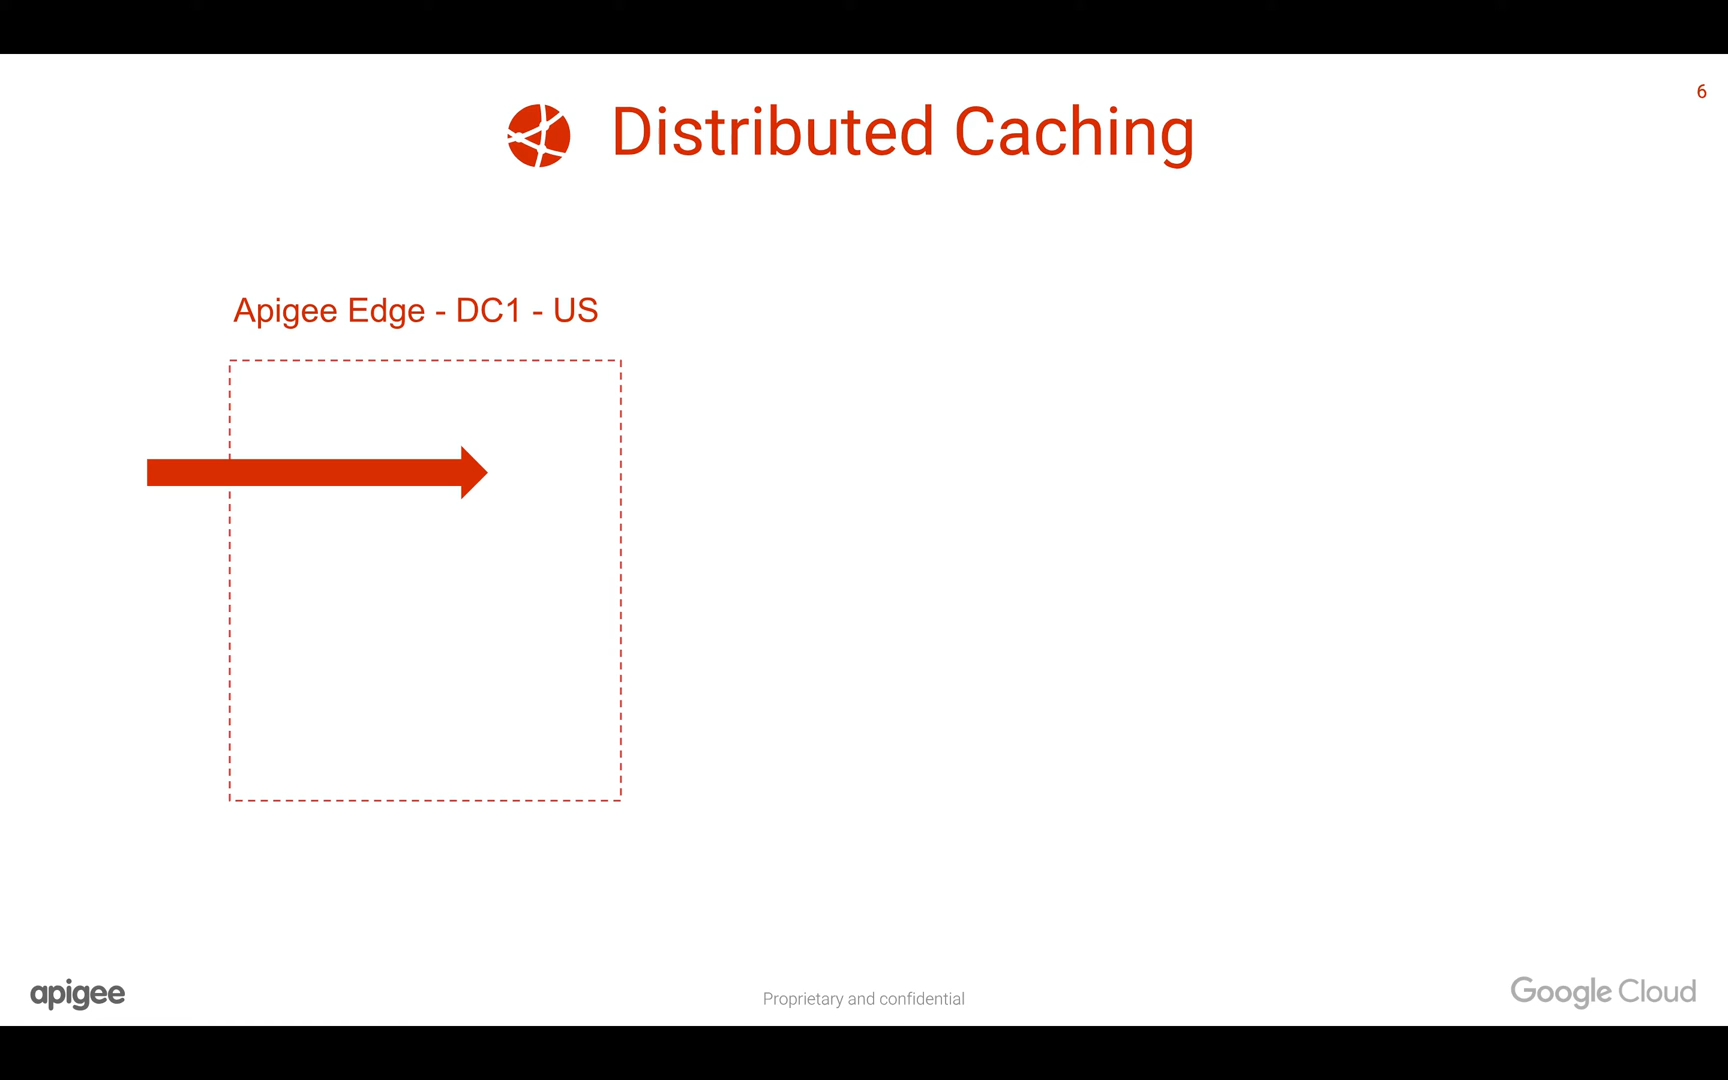 6
Distributed Caching
Apigee Edge - DC1 - US
apigee
Proprietary and confidential
Google Cloud